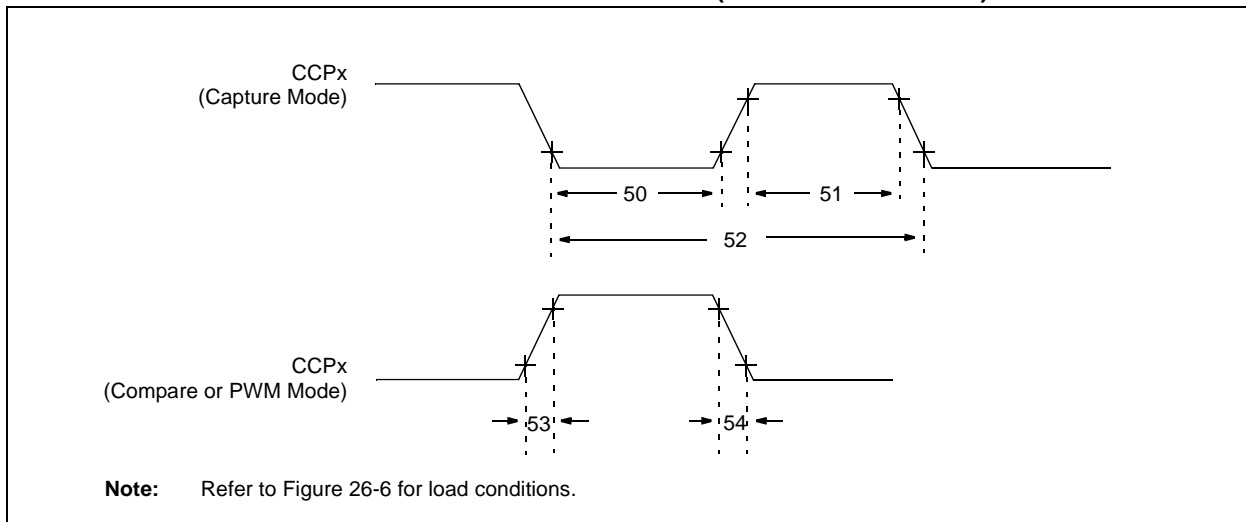 CCPx
(Capture Mode)
50
51
52
CCPx
(Compare or PWM Mode)
53
54
Note: Refer to Figure 26-6 for load conditions.